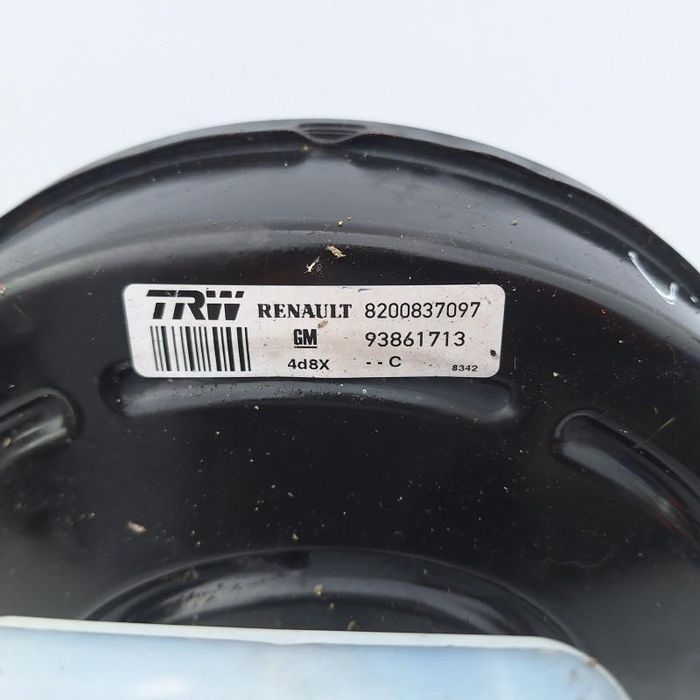 TRW RENAULT 8200837097
GM 93861713
4d8X --C 8342